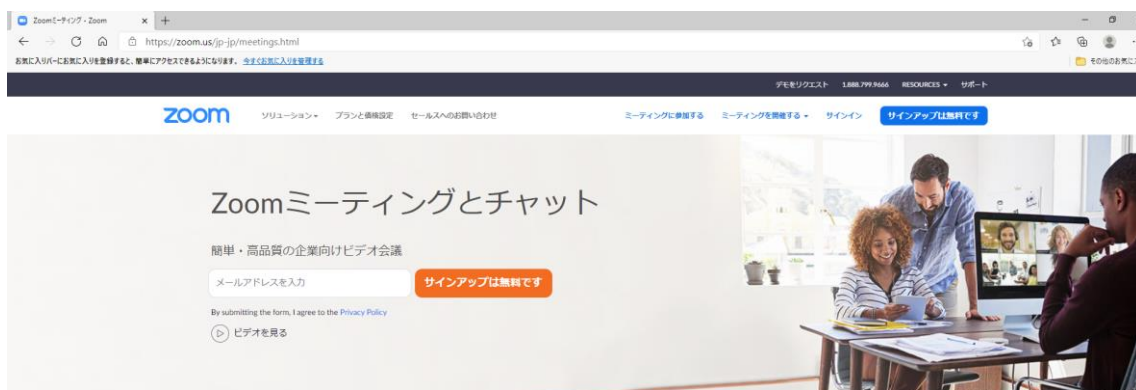 Zoomミーティング - Zoom
https://zoom.us/jp-jp/meetings.html
お気に入りバーにお気に入りを登録すると、簡単にアクセスできるようになります。 今すぐお気に入りを管理する
その他のお気に入
デモをリクエスト 1.888.799.9666 RESOURCES サポート
zoom ソリューション プランと価格設定 セールスへのお問い合わせ ミーティングに参加する ミーティングを開催する サインイン サインアップは無料です
Zoomミーティングとチャット
簡単・高品質の企業向けビデオ会議
メールアドレスを入力 サインアップは無料です
By submitting the form, I agree to the Privacy Policy
ビデオを見る